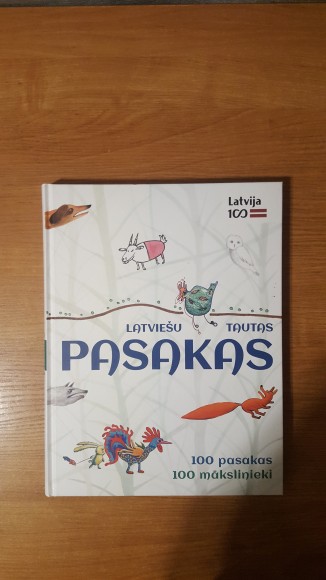 Latvija
100
LATVIEŠU TAUTAS
PASAKAS
100 pasakas
100 mākslinieki